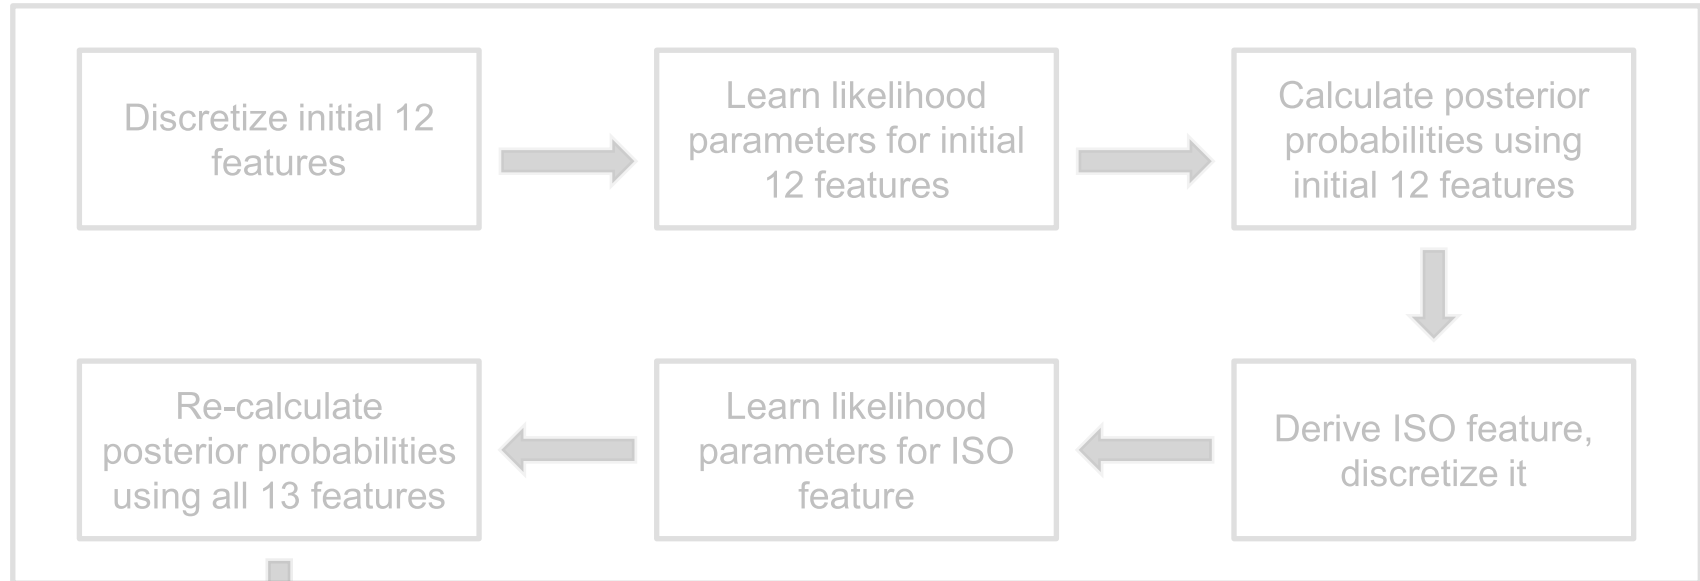 Discretize initial 12
features
Learn likelihood
parameters for initial
12 features
Calculate posterior
probabilities using
initial 12 features
Derive ISO feature,
discretize it
Learn likelihood
parameters for ISO
feature
Re-calculate
posterior probabilities
using all 13 features